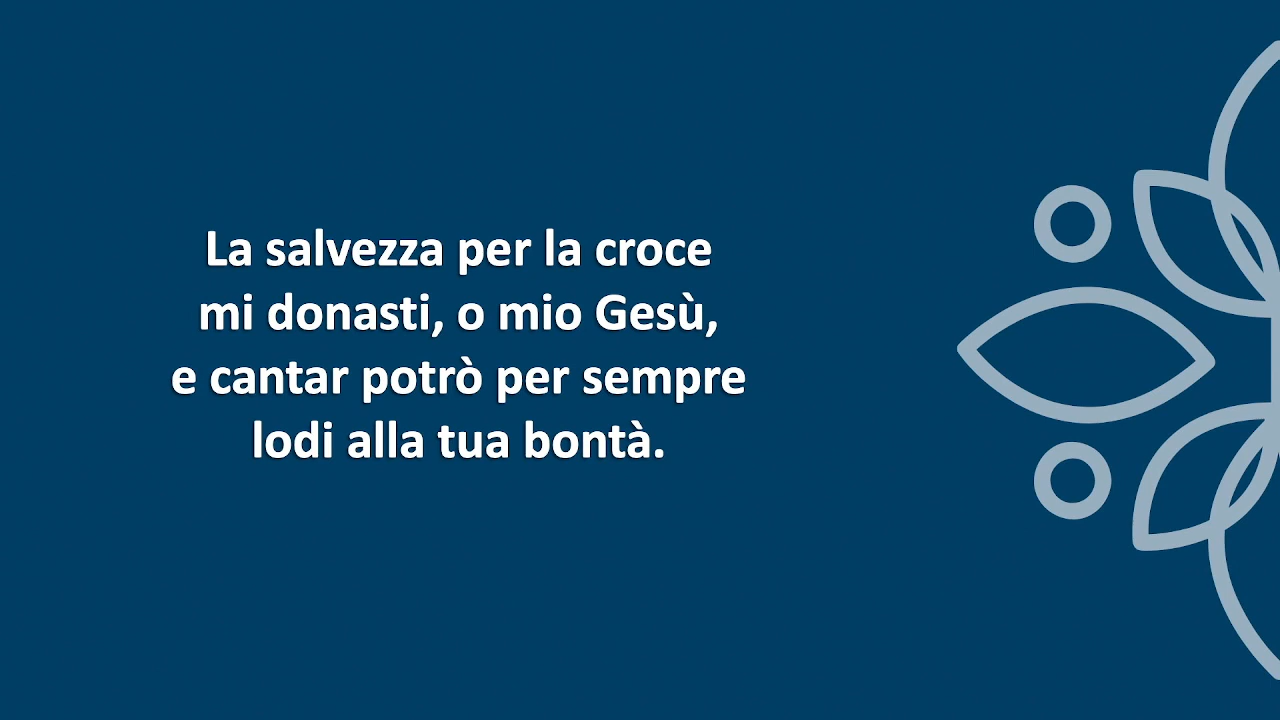 La salvezza per la croce
mi donasti, o mio Gesù,
e cantar potrò per sempre
lodi alla tua bontà.